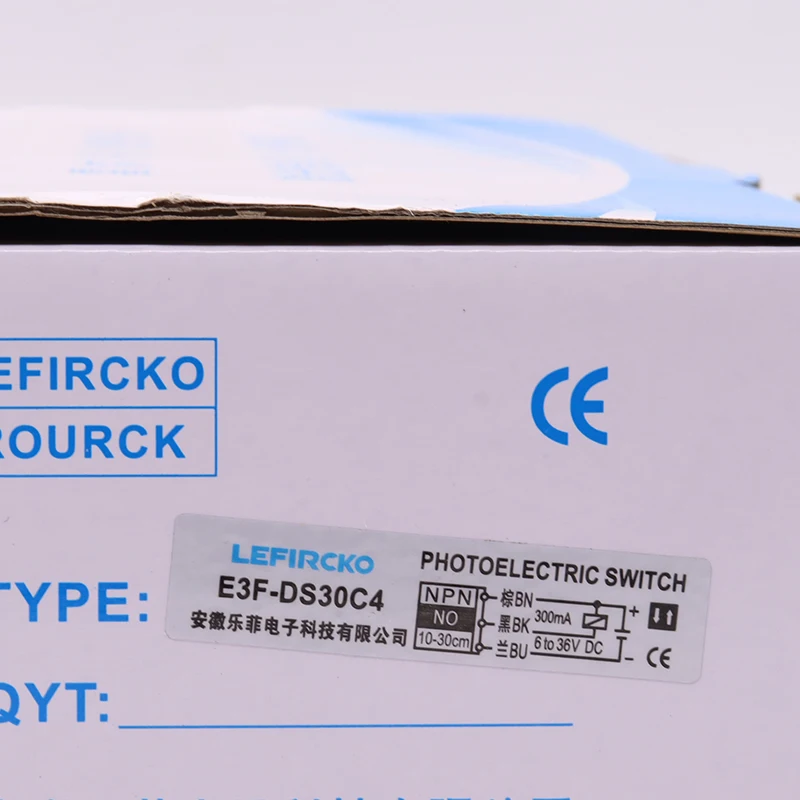 EFIRCKO
ROURCK
CE
LEFIRCKO
E3F-DS30C4
安徽乐菲电子科技有限公司
PHOTOELECTRIC SWITCH
NPN
NO
10-30cm
棕BN
黑BK
兰BU
300mA
6 to 36V DC
+
−
CE
TYPE:
QYT: